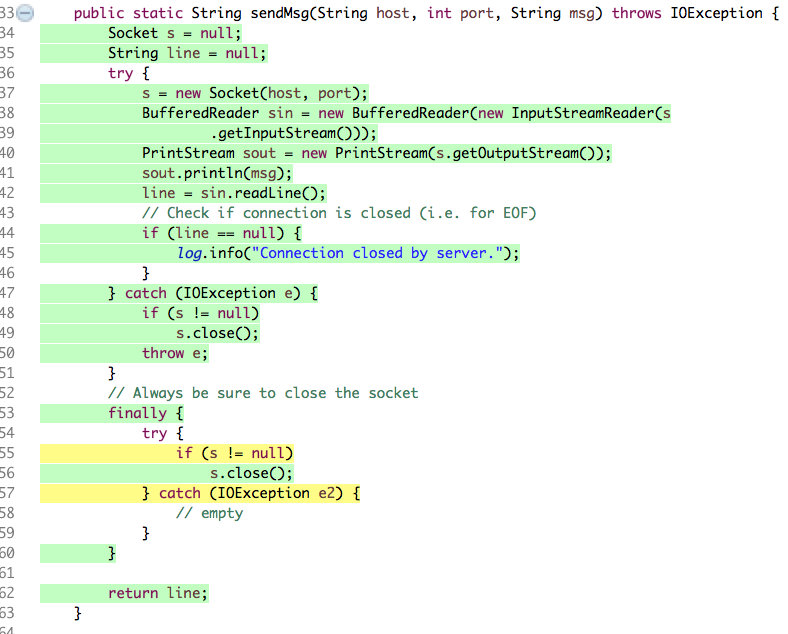 33 public static String sendMsg(String host, int port, String msg) throws IOException {
34 Socket s = null;
35 String line = null;
36 try {
37 s = new Socket(host, port);
38 BufferedReader sin = new BufferedReader(new InputStreamReader(s
39 .getInputStream()));
40 PrintStream sout = new PrintStream(s.getOutputStream());
41 sout.println(msg);
42 line = sin.readLine();
43 // Check if connection is closed (i.e. for EOF)
44 if (line == null) {
45 log.info("Connection closed by server.");
46 }
47 } catch (IOException e) {
48 if (s != null)
49 s.close();
50 throw e;
51 }
52 // Always be sure to close the socket
53 finally {
54 try {
55 if (s != null)
56 s.close();
57 } catch (IOException e2) {
58 // empty
59 }
60 }
61
62 return line;
63 }
64